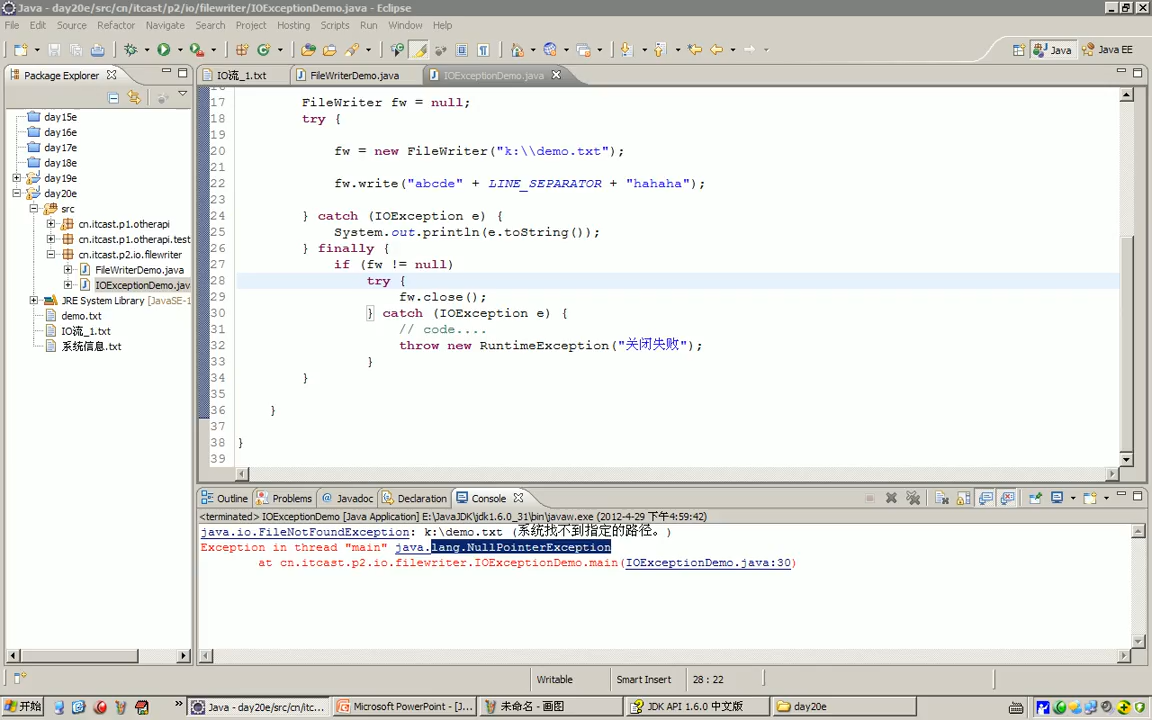 Java - day20e/src/cn/itcast/p2/io/filewriter/IOExceptionDemo.java - Eclipse
File Edit Source Refactor Navigate Search Project Hosting Scripts Run Window Help
Java Java EE
Package Explorer
IO流_1.txt FileWriterDemo.java IOExceptionDemo.java
day15e
day16e
day17e
day18e
day19e
day20e
src
cn.itcast.p1.otherapi
cn.itcast.p1.otherapi.test
cn.itcast.p2.io.filewriter
FileWriterDemo.java
IOExceptionDemo.jav
JRE System Library [JavaSE-1
demo.txt
IO流_1.txt
系统信息.txt
16
17 FileWriter fw = null;
18 try {
19
20 fw = new FileWriter("k:\\demo.txt");
21
22 fw.write("abcde" + LINE_SEPARATOR + "hahaha");
23
24 } catch (IOException e) {
25 System.out.println(e.toString());
26 } finally {
27 if (fw != null)
28 try {
29 fw.close();
30 } catch (IOException e) {
31 // code....
32 throw new RuntimeException("关闭失败");
33 }
34 }
35
36 }
37
38 }
39
Outline Problems @ Javadoc Declaration Console
<terminated> IOExceptionDemo [Java Application] E:\JavaJDK\jdk1.6.0_31\bin\javaw.exe (2012-4-29 下午4:59:42)
java.io.FileNotFoundException: k:\demo.txt (系统找不到指定的路径。)
Exception in thread "main" java.lang.NullPointerException
at cn.itcast.p2.io.filewriter.IOExceptionDemo.main(IOExceptionDemo.java:30)
Writable Smart Insert 28 : 22
开始 » Java - day20e/src/cn/itc... Microsoft PowerPoint - [J... 未命名 - 画图 JDK API 1.6.0 中文版 day20e